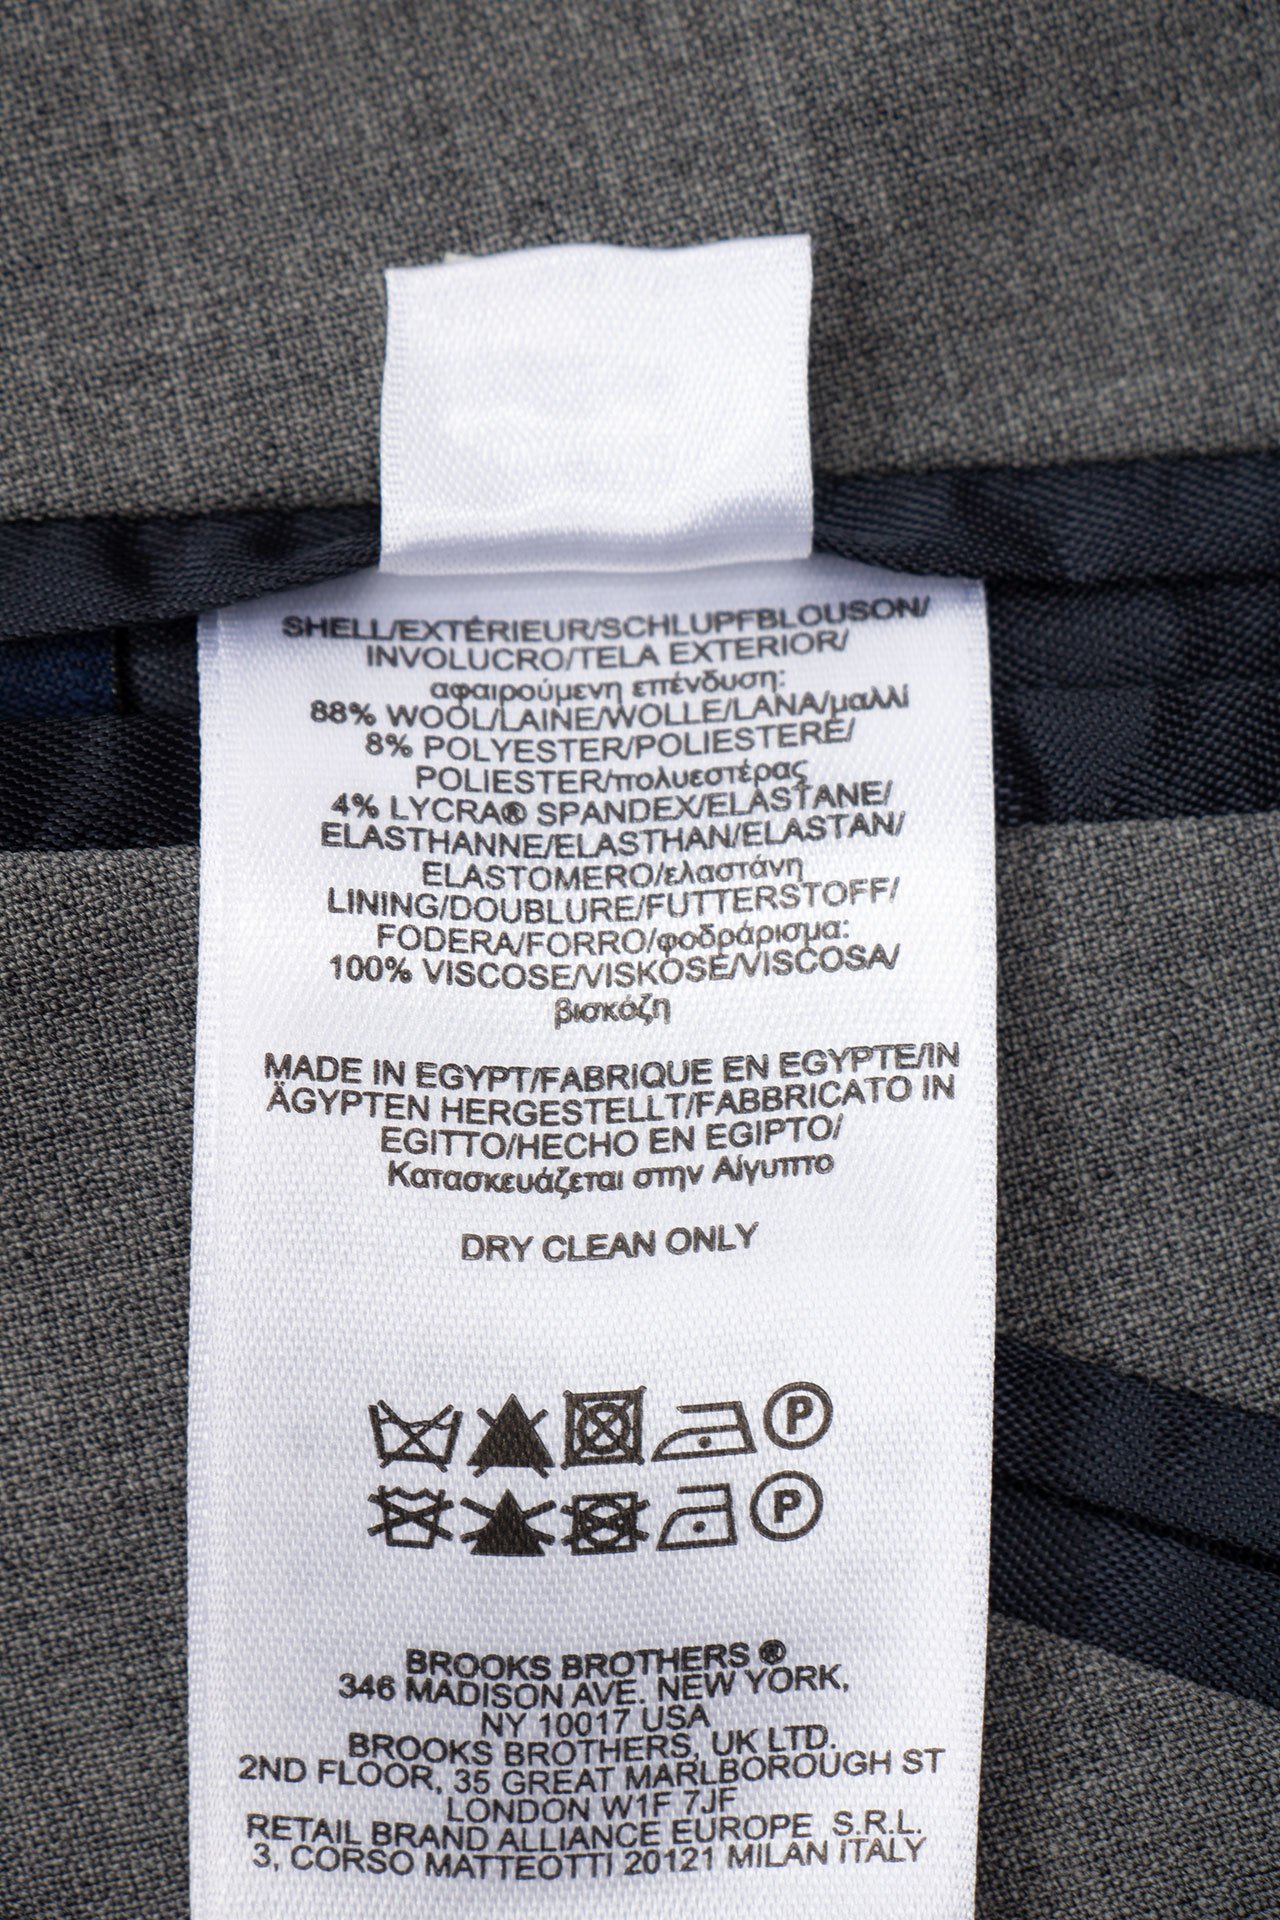 SHELL/EXTÉRIEUR/SCHLUPFBLOUSON/
INVOLUCRO/TELA EXTERIOR/
αφαιρούμενη επένδυση:
88% WOOL/LAINE/WOLLE/LANA/μαλλί
8% POLYESTER/POLIESTERE/
POLIESTER/πολυεστέρας
4% LYCRA® SPANDEX/ELASTANE/
ELASTHANNE/ELASTHAN/ELASTAN/
ELASTOMERO/ελαστάνη
LINING/DOUBLURE/FUTTERSTOFF/
FODERA/FORRO/φοδράρισμα:
100% VISCOSE/VISKOSE/VISCOSA/
βισκόζη
MADE IN EGYPT/FABRIQUE EN EGYPTE/IN
ÄGYPTEN HERGESTELLT/FABBRICATO IN
EGITTO/HECHO EN EGIPTO/
Κατασκευάζεται στην Αίγυπτο
DRY CLEAN ONLY
P
P
BROOKS BROTHERS ®
346 MADISON AVE. NEW YORK,
NY 10017 USA
BROOKS BROTHERS, UK LTD.
2ND FLOOR, 35 GREAT MARLBOROUGH ST
LONDON W1F 7JF
RETAIL BRAND ALLIANCE EUROPE S.R.L.
3, CORSO MATTEOTTI 20121 MILAN ITALY